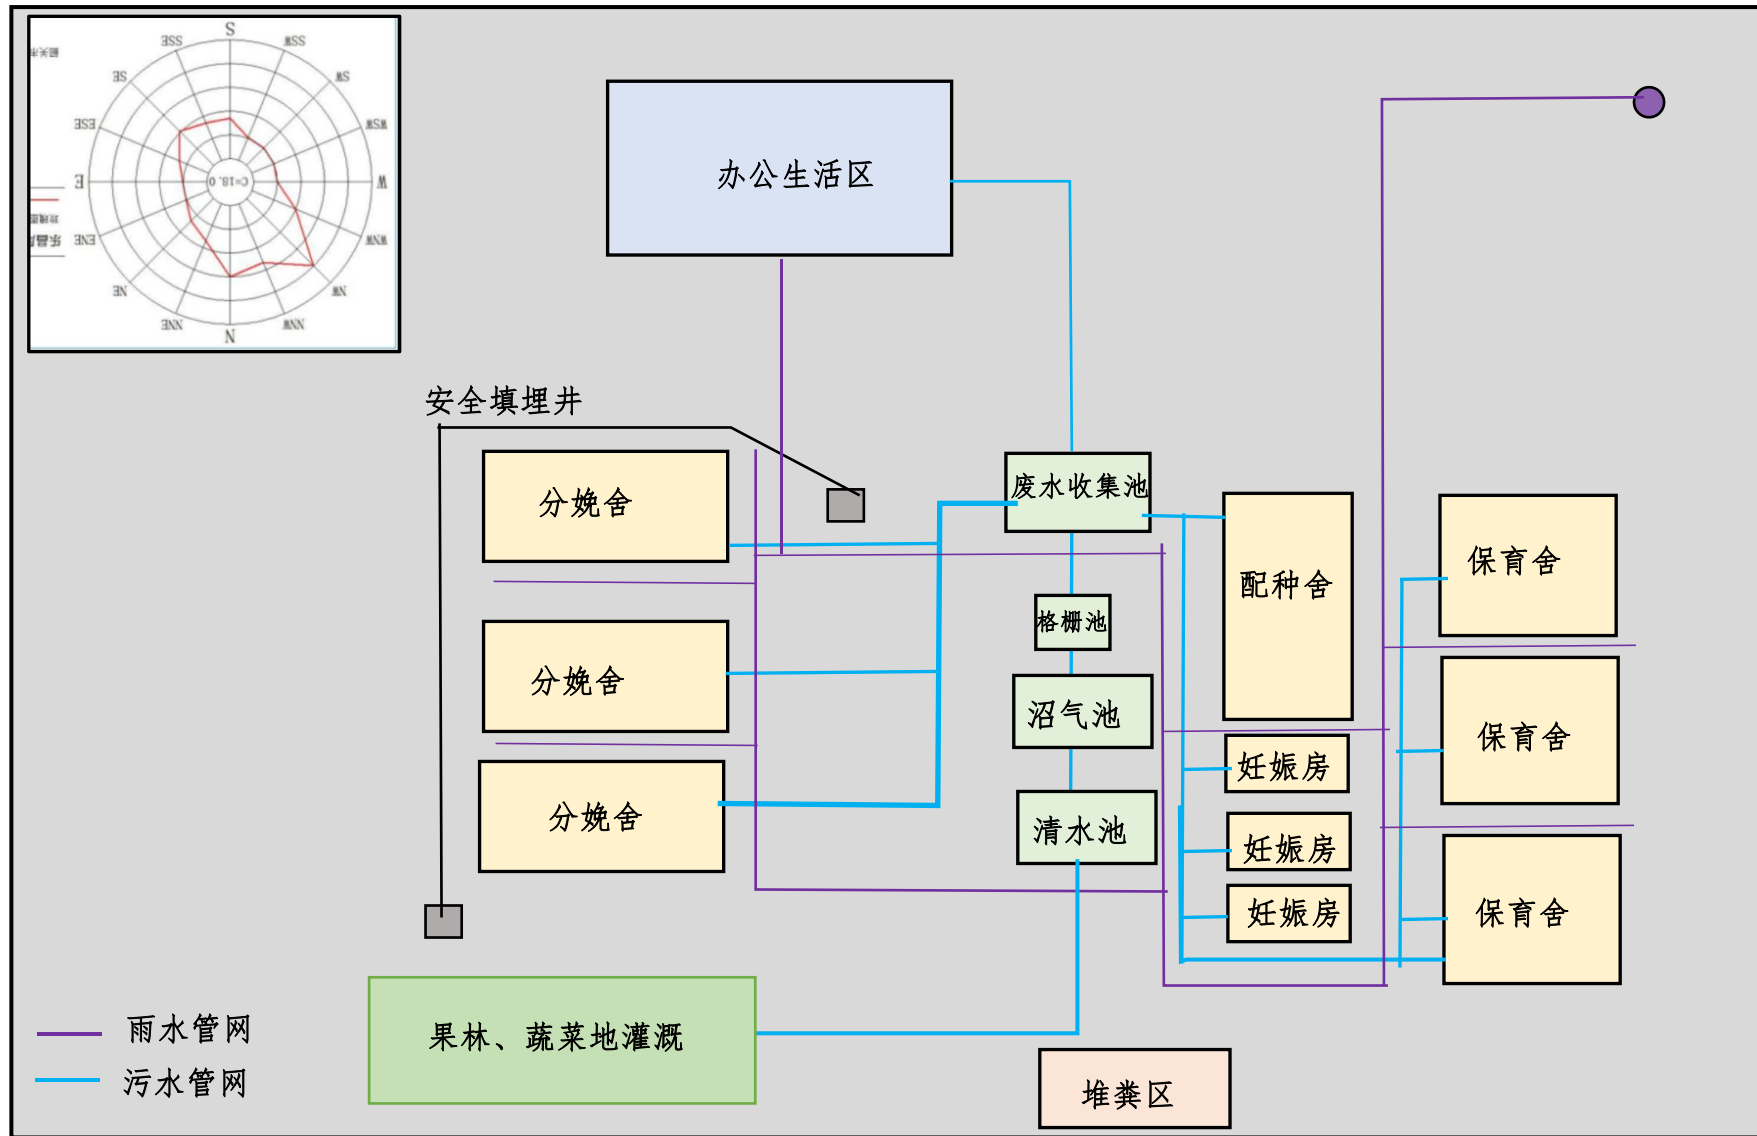 S
SSE
SSW
SE
SW
ESE
WSW
E
C=18.0
W
ENE
WNW
NE
NW
NNE
NNW
N
办公生活区
安全填埋井
分娩舍
废水收集池
配种舍
保育舍
格栅池
分娩舍
沼气池
保育舍
妊娠房
分娩舍
清水池
妊娠房
妊娠房
保育舍
果林、蔬菜地灌溉
堆粪区
雨水管网
污水管网